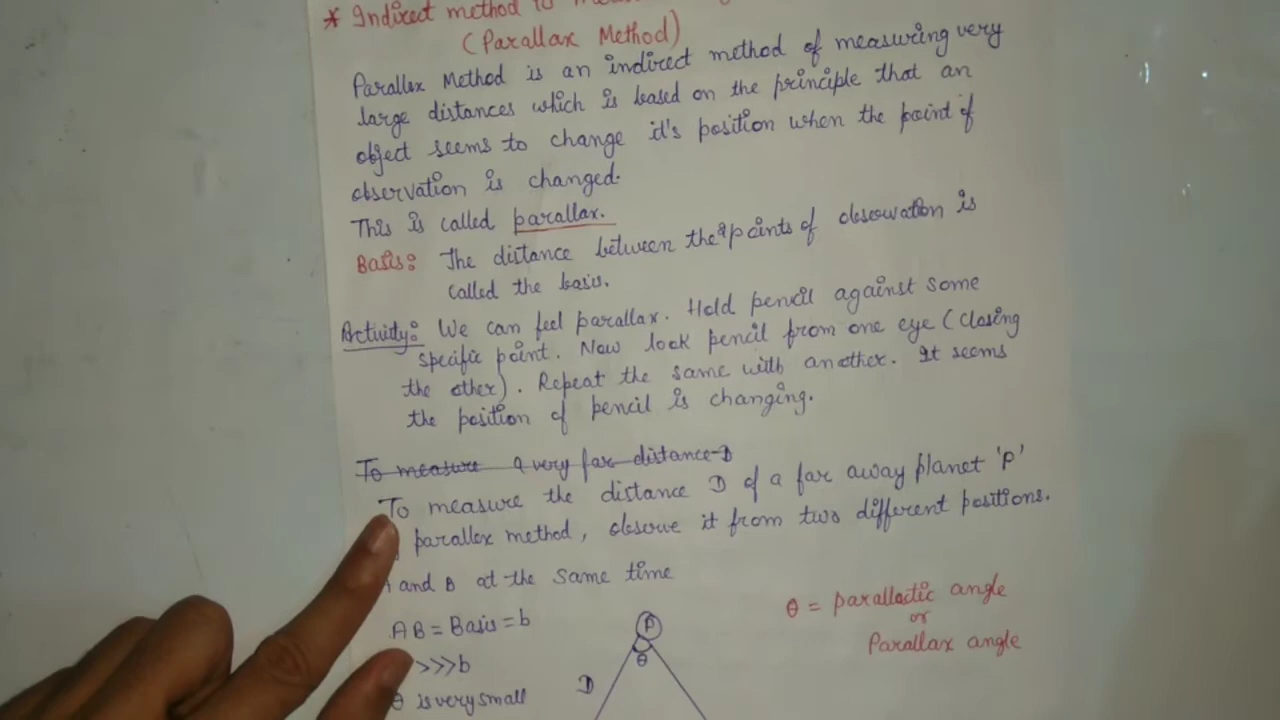 * Indirect method to
(Parallax Method)
Parallax Method is an indirect method of measuring very
large distances which is based on the principle that an
object seems to change it's position when the point of
observation is changed.
This is called parallax.
Basis: The distance between the 2 points of observation is
called the basis.
Activity: We can feel parallax. Hold pencil against some
specific point. Now look pencil from one eye (closing
the other). Repeat the same with another. It seems
the position of pencil is changing.
To measure a very far distance D
To measure the distance D of a far away planet 'P'
parallex method, observe it from two different positions.
and B at the same time
AB = Basis = b
>>>b
θ is very small
P
θ
D
θ = parallactic angle
or
Parallax angle